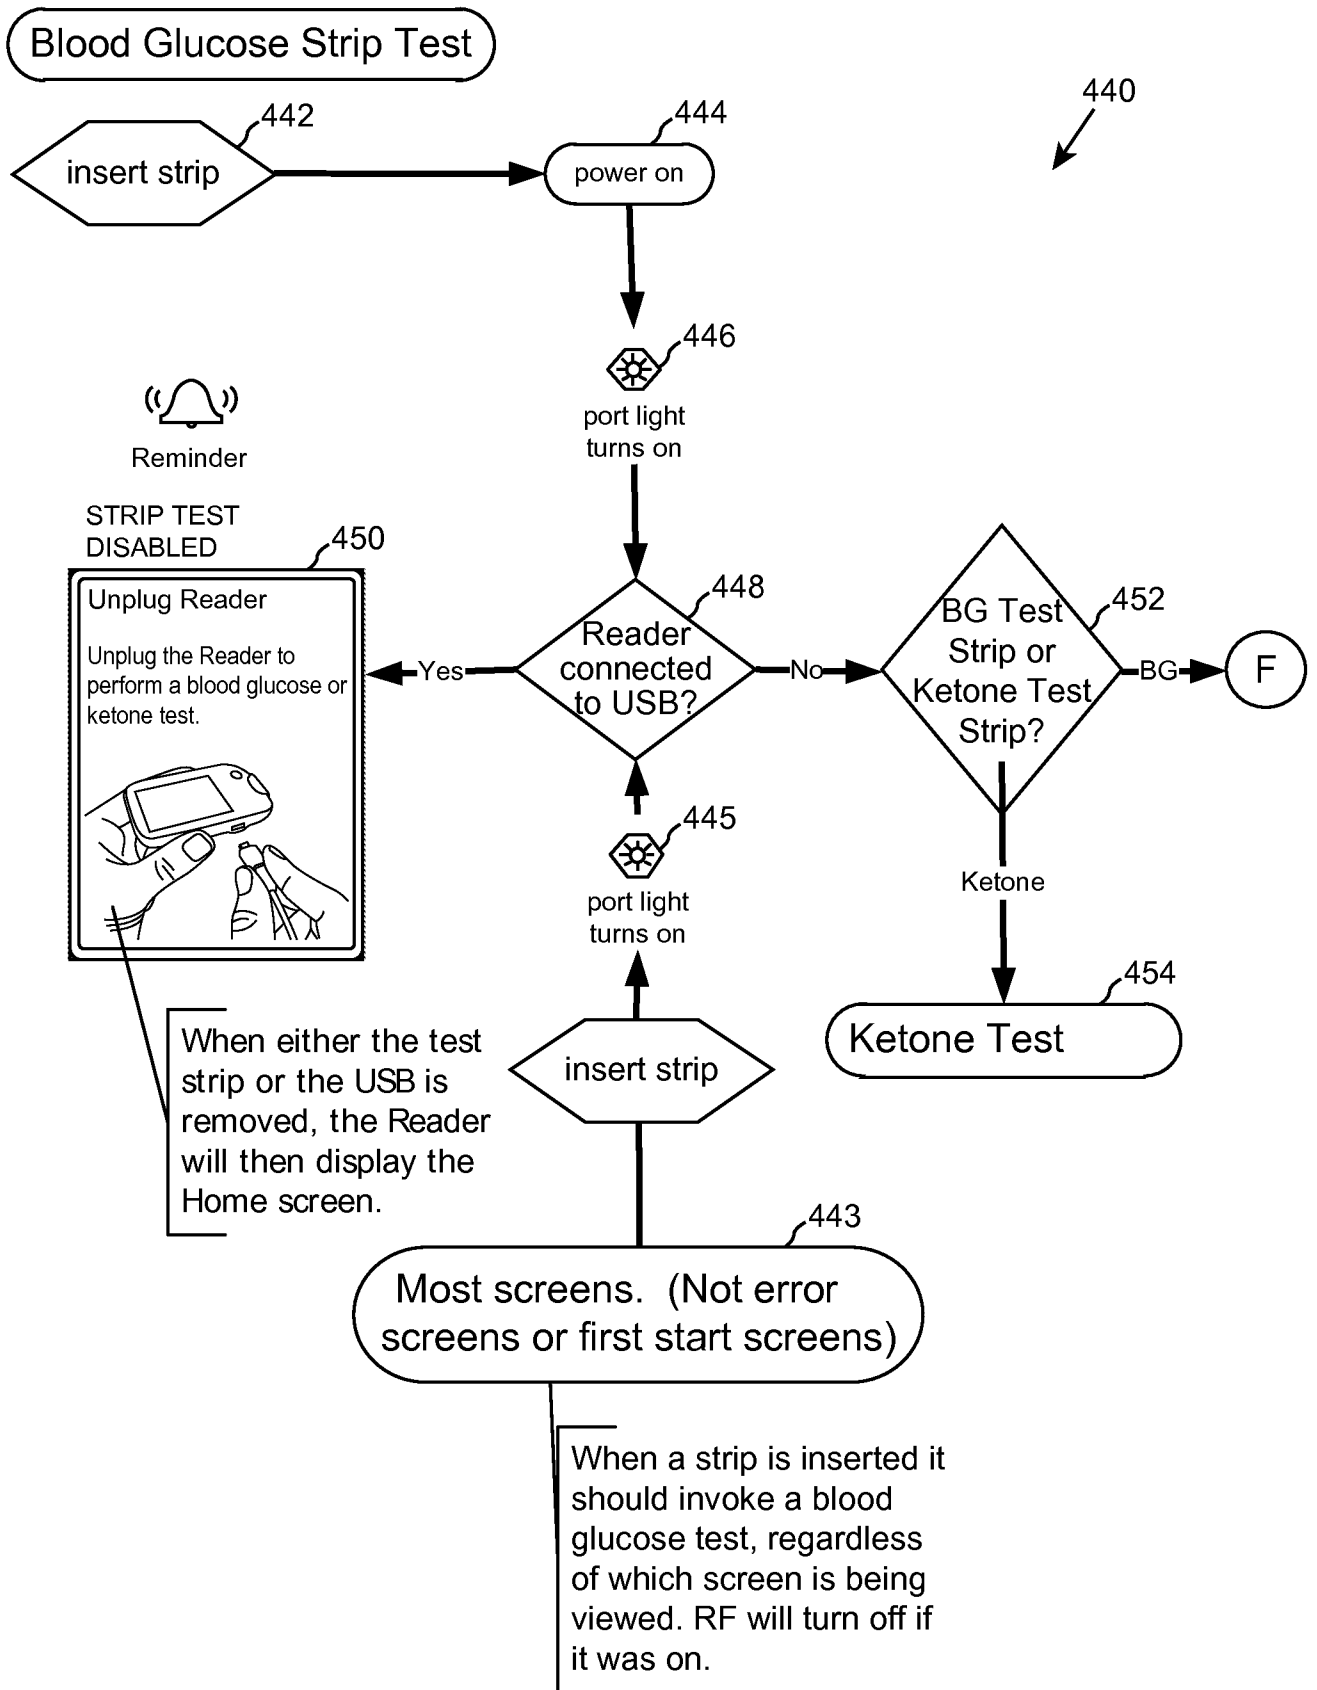 Blood Glucose Strip Test
442
444
440
insert strip
power on
446
port light
turns on
Reminder
STRIP TEST
DISABLED
450
Unplug Reader
Unplug the Reader to
perform a blood glucose or
ketone test.
Yes
448
Reader
connected
to USB?
No
452
BG Test
Strip or
Ketone Test
Strip?
BG
F
445
port light
turns on
Ketone
454
Ketone Test
insert strip
When either the test
strip or the USB is
removed, the Reader
will then display the
Home screen.
443
Most screens. (Not error
screens or first start screens)
When a strip is inserted it
should invoke a blood
glucose test, regardless
of which screen is being
viewed. RF will turn off if
it was on.